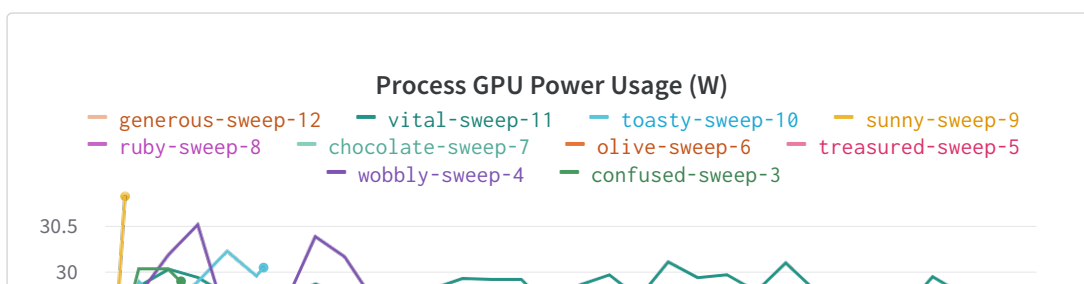 Process GPU Power Usage (W)
generous-sweep-12 vital-sweep-11 toasty-sweep-10 sunny-sweep-9
ruby-sweep-8 chocolate-sweep-7 olive-sweep-6 treasured-sweep-5
wobbly-sweep-4 confused-sweep-3
30.5
30